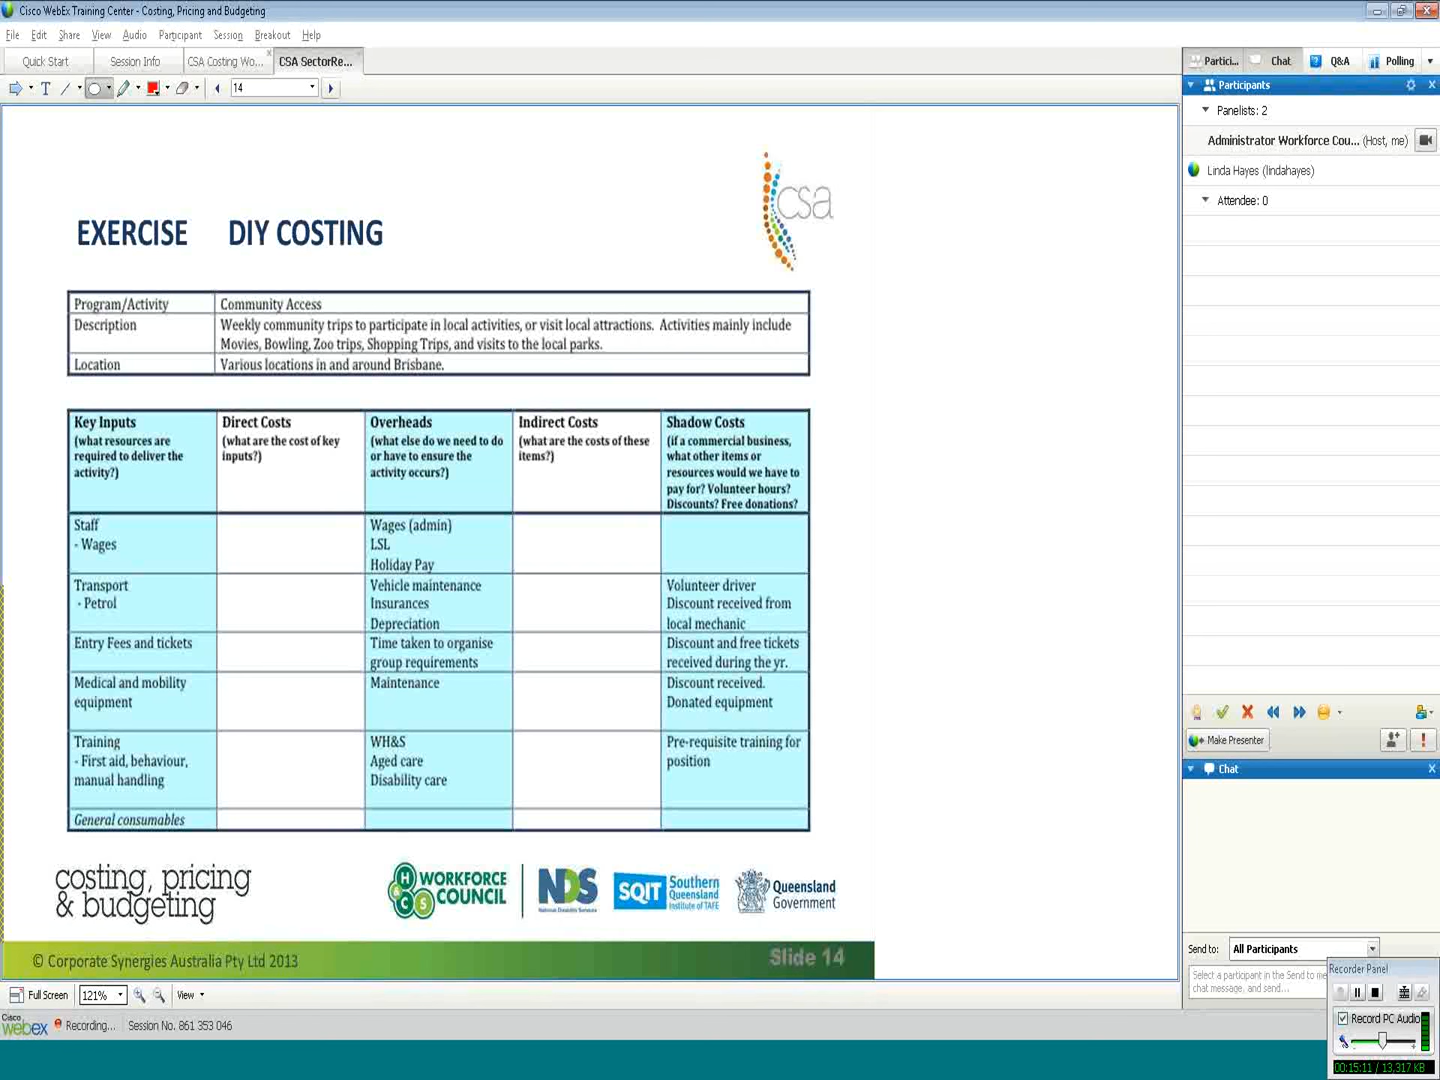 Cisco WebEx Training Center - Costing, Pricing and Budgeting
File Edit Share View Audio Participant Session Breakout Help
Quick Start Session Info CSA Costing Wo... CSA SectorRe...
Partici... Chat Q&A Polling
T 14
Participants
Panelists: 2
Administrator Workforce Cou... (Host, me)
Linda Hayes (lindahayes)
Attendee: 0
csa
EXERCISE DIY COSTING
Program/Activity Community Access
Description Weekly community trips to participate in local activities, or visit local attractions. Activities mainly include
Movies, Bowling, Zoo trips, Shopping Trips, and visits to the local parks.
Location Various locations in and around Brisbane.
Key Inputs
(what resources are
required to deliver the
activity?)
Direct Costs
(what are the cost of key
inputs?)
Overheads
(what else do we need to do
or have to ensure the
activity occurs?)
Indirect Costs
(what are the costs of these
items?)
Shadow Costs
(if a commercial business,
what other items or
resources would we have to
pay for? Volunteer hours?
Discounts? Free donations?
Staff
- Wages
Wages (admin)
LSL
Holiday Pay
Transport
- Petrol
Vehicle maintenance
Insurances
Depreciation
Volunteer driver
Discount received from
local mechanic
Entry Fees and tickets
Time taken to organise
group requirements
Discount and free tickets
received during the yr.
Medical and mobility
equipment
Maintenance
Discount received.
Donated equipment
Training
- First aid, behaviour,
manual handling
WH&S
Aged care
Disability care
Pre-requisite training for
position
General consumables
costing, pricing
& budgeting
H & C S
WORKFORCE
COUNCIL
NDS
National Disability Services
SQIT
Southern
Queensland
Institute of TAFE
Queensland
Government
© Corporate Synergies Australia Pty Ltd 2013
Slide 14
Make Presenter
Chat
Send to: All Participants
Select a participant in the Send to me
chat message, and send...
Recorder Panel
Record PC Audio
00:15:11 / 13,317 KB
Full Screen 121% View
Cisco
webex Recording... Session No. 861 353 046